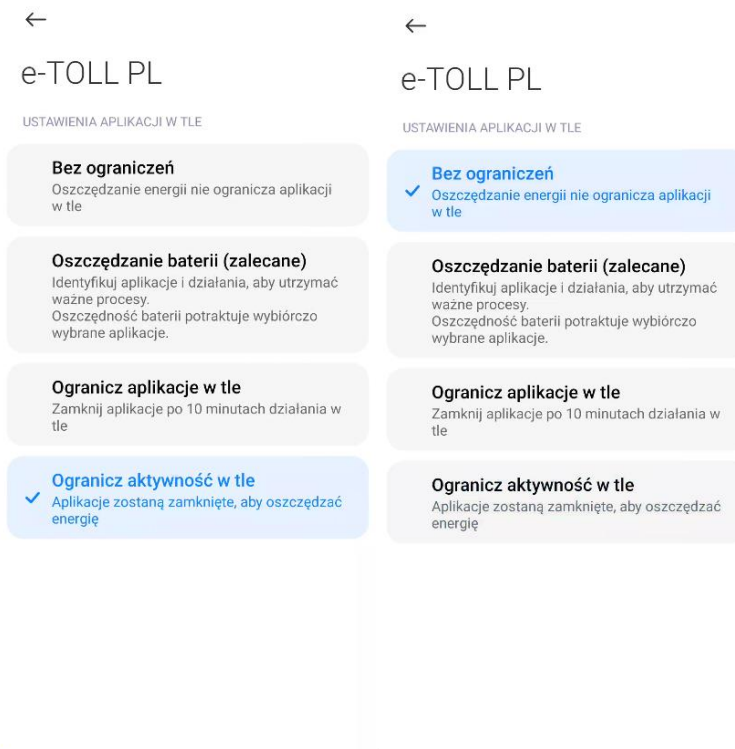 e-TOLL PL
USTAWIENIA APLIKACJI W TLE
Bez ograniczeń
Oszczędzanie energii nie ogranicza aplikacji
w tle
Oszczędzanie baterii (zalecane)
Identyfikuj aplikacje i działania, aby utrzymać
ważne procesy.
Oszczędność baterii potraktuje wybiórczo
wybrane aplikacje.
Ogranicz aplikacje w tle
Zamknij aplikacje po 10 minutach działania w
tle
Ogranicz aktywność w tle
Aplikacje zostaną zamknięte, aby oszczędzać
energię
e-TOLL PL
USTAWIENIA APLIKACJI W TLE
Bez ograniczeń
Oszczędzanie energii nie ogranicza aplikacji
w tle
Oszczędzanie baterii (zalecane)
Identyfikuj aplikacje i działania, aby utrzymać
ważne procesy.
Oszczędność baterii potraktuje wybiórczo
wybrane aplikacje.
Ogranicz aplikacje w tle
Zamknij aplikacje po 10 minutach działania w
tle
Ogranicz aktywność w tle
Aplikacje zostaną zamknięte, aby oszczędzać
energię